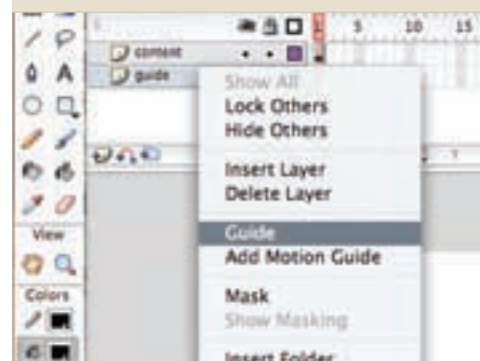 1 5 10 15
content
guide
Show All
Lock Others
Hide Others
Insert Layer
Delete Layer
Guide
Add Motion Guide
Mask
Show Masking
Insert Folder
A
View
Colors